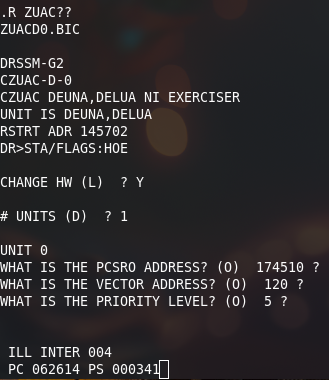 .R ZUAC??
ZUACD0.BIC
DRSSM-G2
CZUAC-D-0
CZUAC DEUNA,DELUA NI EXERCISER
UNIT IS DEUNA,DELUA
RSTRT ADR 145702
DR>STA/FLAGS:HOE
CHANGE HW (L)  ? Y
# UNITS (D)  ? 1
UNIT 0
WHAT IS THE PCSRO ADDRESS? (O)  174510 ?
WHAT IS THE VECTOR ADDRESS? (O)  120 ?
WHAT IS THE PRIORITY LEVEL? (O)  5 ?
ILL INTER 004
PC 062614 PS 000341